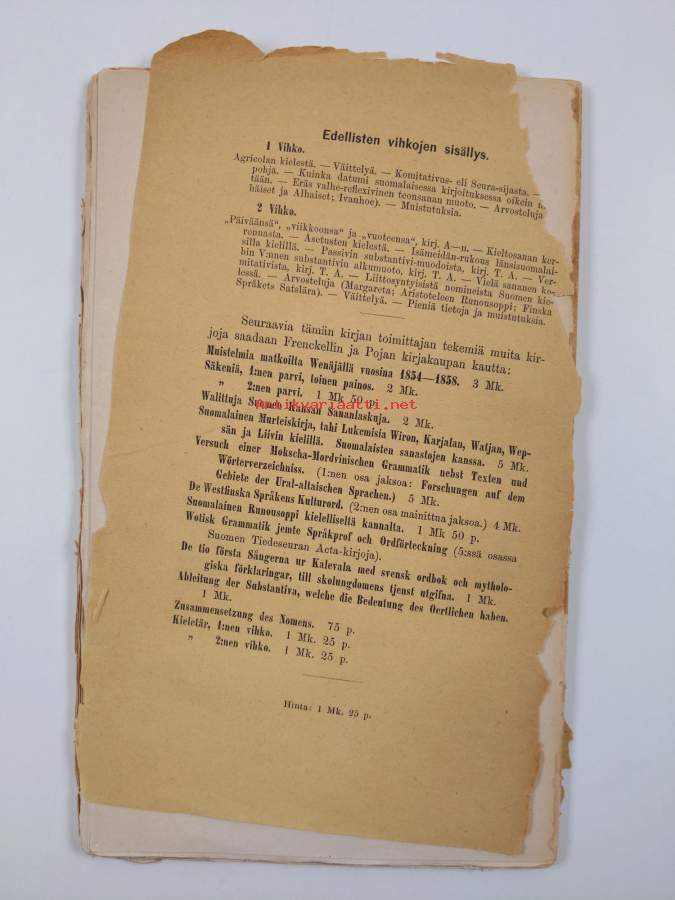 Edellisten vihkojen sisällys.
1 Vihko.
Agricolan kielestä. — Väittelyä. — Komitativus- eli Seura-sijasta. —
pohja. — Kuinka datumi suomalaisessa kirjoituksessa oikein
tään. — Eräs valhe-reflexivinen teonsanan muoto. — Arvosteluja
häiset ja Alhaiset; Ivanhoe). — Muistutuksia.
2 Vihko.
„Päiväänsä“, „viikkoonsa“ ja „vuoteensa“, kirj. A—n. — Kieltosanan ker-
ronnasta. — Asetusten kielestä. — Isämeidän-rukous länsisuomalai-
silla kielillä. — Passivin substantivi-muodoista, kirj. T. A. — Ver-
bin V:nnen substantivin alkumuoto, kirj. T. A. — Vielä sananen ko-
mitativista, kirj. T. A. — Liittosyntyisistä nomineista Suomen kie-
lessä. — Arvosteluja (Margareta; Aristoteleen Runousoppi; Finska
Språkets Satslära). — Väittelyä. — Pieniä tietoja ja muistutuksia.
Seuraavia tämän kirjan toimittajan tekemiä muita kir-
joja saadaan Frenckellin ja Pojan kirjakaupan kautta:
Muistelmia matkoilta Wenäjällä vuosina 1854—1858. 3 Mk.
Säkeniä, 1:nen parvi, toinen painos. 2 Mk.
„ 2:nen parvi. 1 Mk 50 p.
Antiikvariaatti.net
Walittuja Suomen Kansan Sananlaskuja. 2 Mk.
Suomalainen Murteiskirja, tahi Lukemisia Wiron, Karjalan, Watjan, Wep-
sän ja Liivin kielillä. Suomalaisten sanastojen kanssa. 5 Mk.
Versuch einer Mokscha-Mordvinischen Grammatik nebst Texten und
Wörterverzeichniss. (1:nen osa jaksoa: Forschungen auf dem
Gebiete der Ural-altaischen Sprachen.) 5 Mk.
De Westfinska Språkens Kulturord. (2:nen osa mainittua jaksoa.) 4 Mk.
Suomalainen Runousoppi kielelliseltä kannalta. 1 Mk 50 p.
Wotisk Grammatik jemte Språkprof och Ordförteckning (5:ssä osassa
Suomen Tiedeseuran Acta-kirjoja).
De tio första Sångerna ur Kalevala med svensk ordbok och mytholo-
giska förklaringar, till skolungdomens tjenst utgifna. 1 Mk.
Ableitung der Substantiva, welche die Bedeutung des Oertlichen haben.
1 Mk.
Zusammensetzung des Nomens. 75 p.
Kieletär, 1:nen vihko. 1 Mk. 25 p.
„ 2:nen vihko. 1 Mk. 25 p.
Hinta: 1 Mk. 25 p.